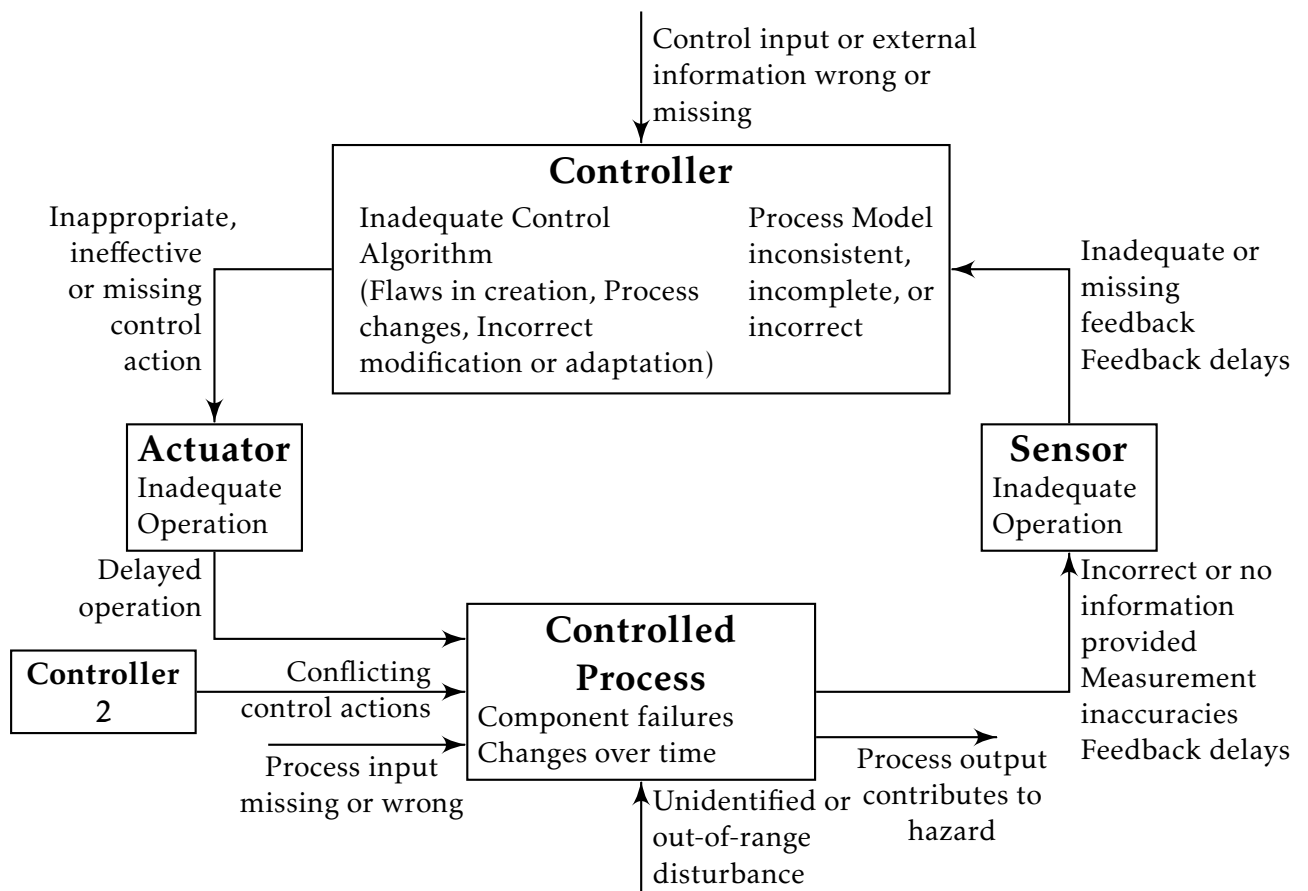 Control input or external
information wrong or
missing
Controller
Inadequate Control
Algorithm
(Flaws in creation, Process
changes, Incorrect
modification or adaptation)
Process Model
inconsistent,
incomplete, or
incorrect
Inappropriate,
ineffective
or missing
control
action
Inadequate or
missing
feedback
Feedback delays
Actuator
Inadequate
Operation
Sensor
Inadequate
Operation
Delayed
operation
Controller
2
Conflicting
control actions
Process input
missing or wrong
Controlled
Process
Component failures
Changes over time
Incorrect or no
information
provided
Measurement
inaccuracies
Feedback delays
Process output
contributes to
hazard
Unidentified or
out-of-range
disturbance